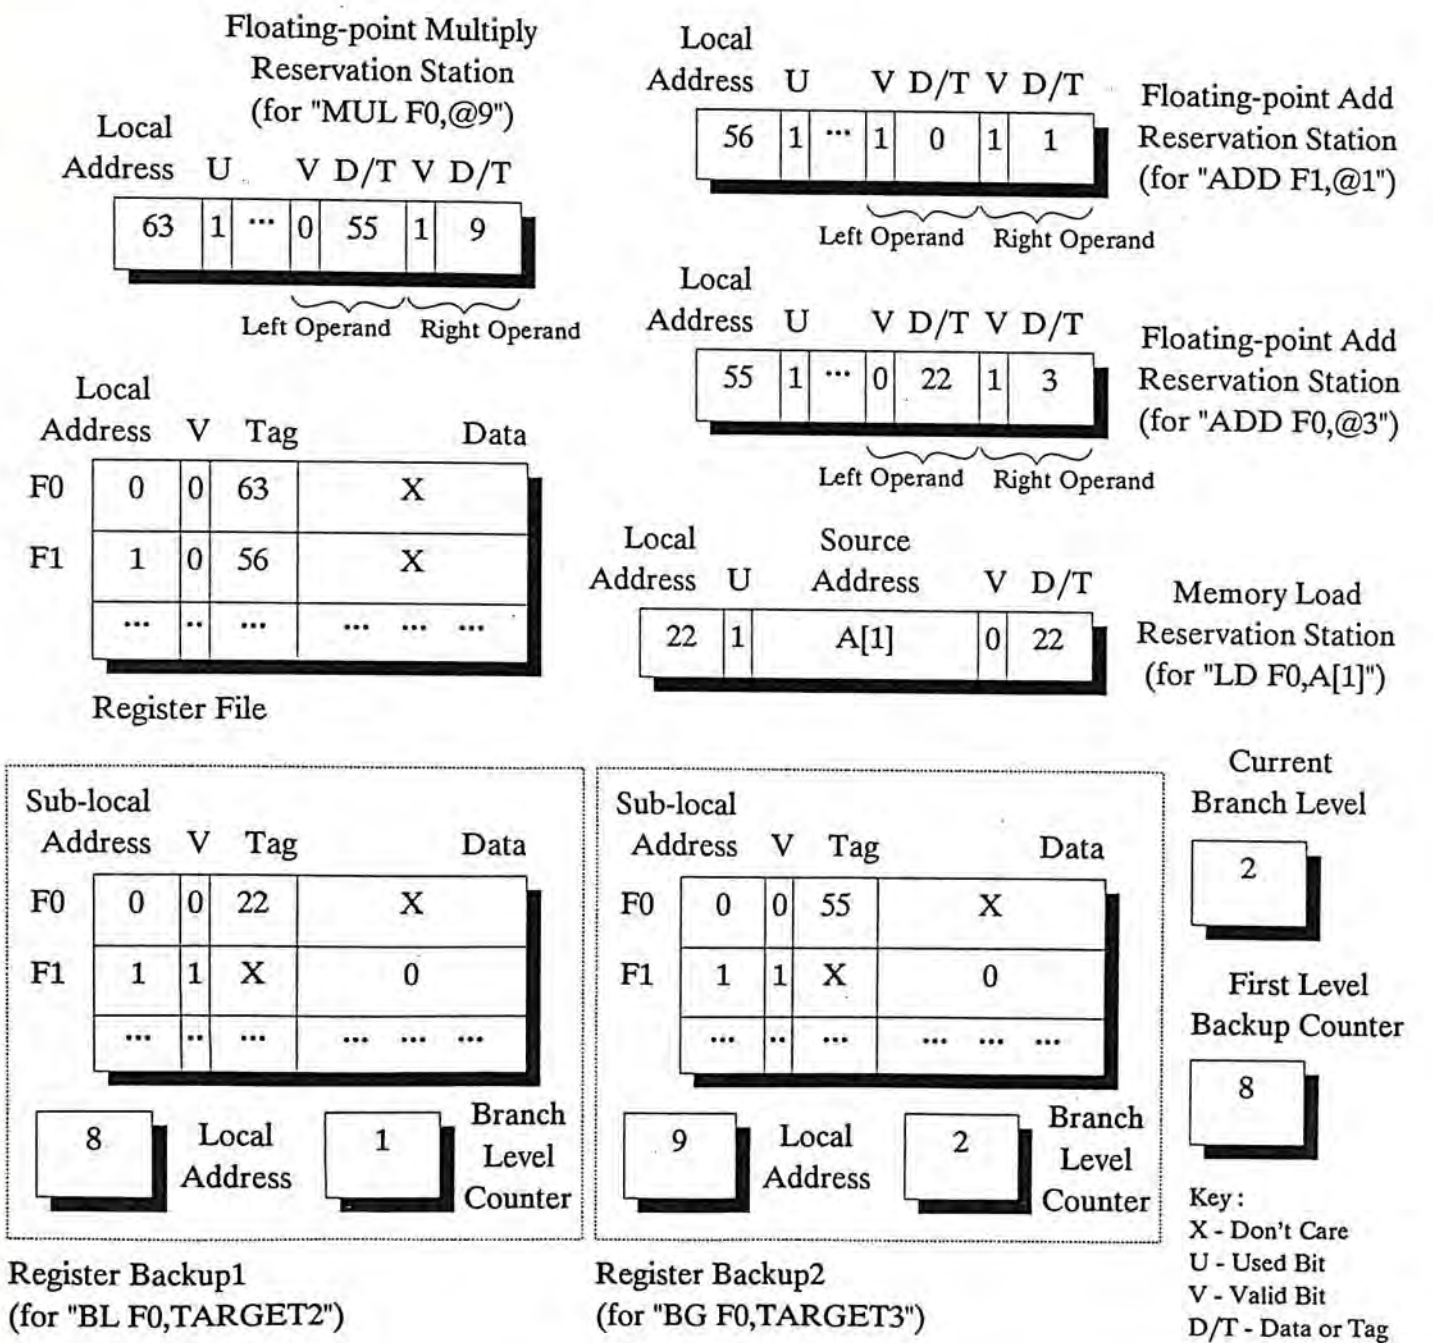 Floating-point Multiply
Reservation Station
(for "MUL F0,@9")
Local
Address U V D/T V D/T
63 1 ... 0 55 1 9
Left Operand Right Operand
Local
Address U V D/T V D/T
56 1 ... 1 0 1 1
Left Operand Right Operand
Floating-point Add
Reservation Station
(for "ADD F1,@1")
Local
Address U V D/T V D/T
55 1 ... 0 22 1 3
Left Operand Right Operand
Floating-point Add
Reservation Station
(for "ADD F0,@3")
Local
Address V Tag Data
F0 0 0 63 X
F1 1 0 56 X
... .. ... ... ... ...
Register File
Local Source
Address U Address V D/T
22 1 A[1] 0 22
Memory Load
Reservation Station
(for "LD F0,A[1]")
Sub-local
Address V Tag Data
F0 0 0 22 X
F1 1 1 X 0
... .. ... ... ... ...
8 Local
Address
1 Branch
Level
Counter
Register Backup1
(for "BL F0,TARGET2")
Sub-local
Address V Tag Data
F0 0 0 55 X
F1 1 1 X 0
... .. ... ... ... ...
9 Local
Address
2 Branch
Level
Counter
Register Backup2
(for "BG F0,TARGET3")
Current
Branch Level
2
First Level
Backup Counter
8
Key :
X - Don't Care
U - Used Bit
V - Valid Bit
D/T - Data or Tag